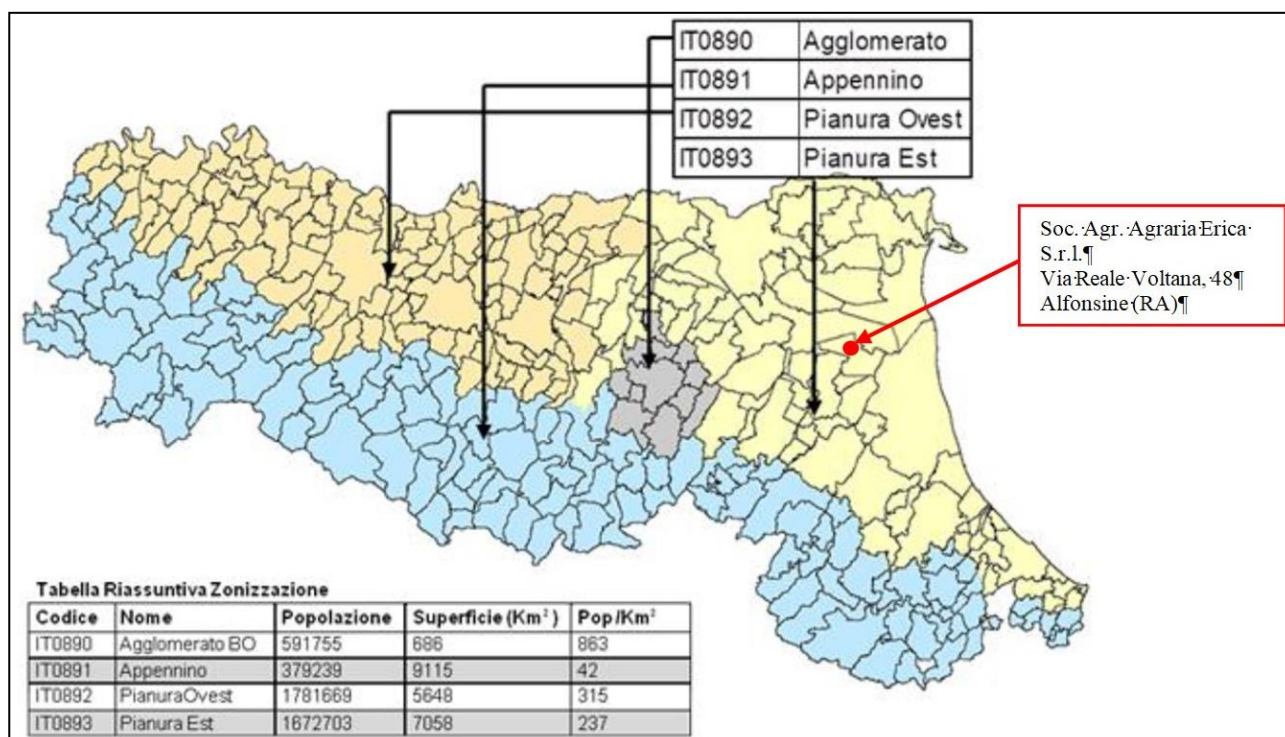 IT0890 Agglomerato
IT0891 Appennino
IT0892 Pianura Ovest
IT0893 Pianura Est
Soc.·Agr.·Agraria·Erica·
S.r.l.¶
Via·Reale·Voltana,·48¶
Alfonsine·(RA)¶
Tabella Riassuntiva Zonizzazione
Codice Nome Popolazione Superficie (Km²) Pop/Km²
IT0890 Agglomerato BO 591755 686 863
IT0891 Appennino 379239 9115 42
IT0892 PianuraOvest 1781669 5648 315
IT0893 Pianura Est 1672703 7058 237